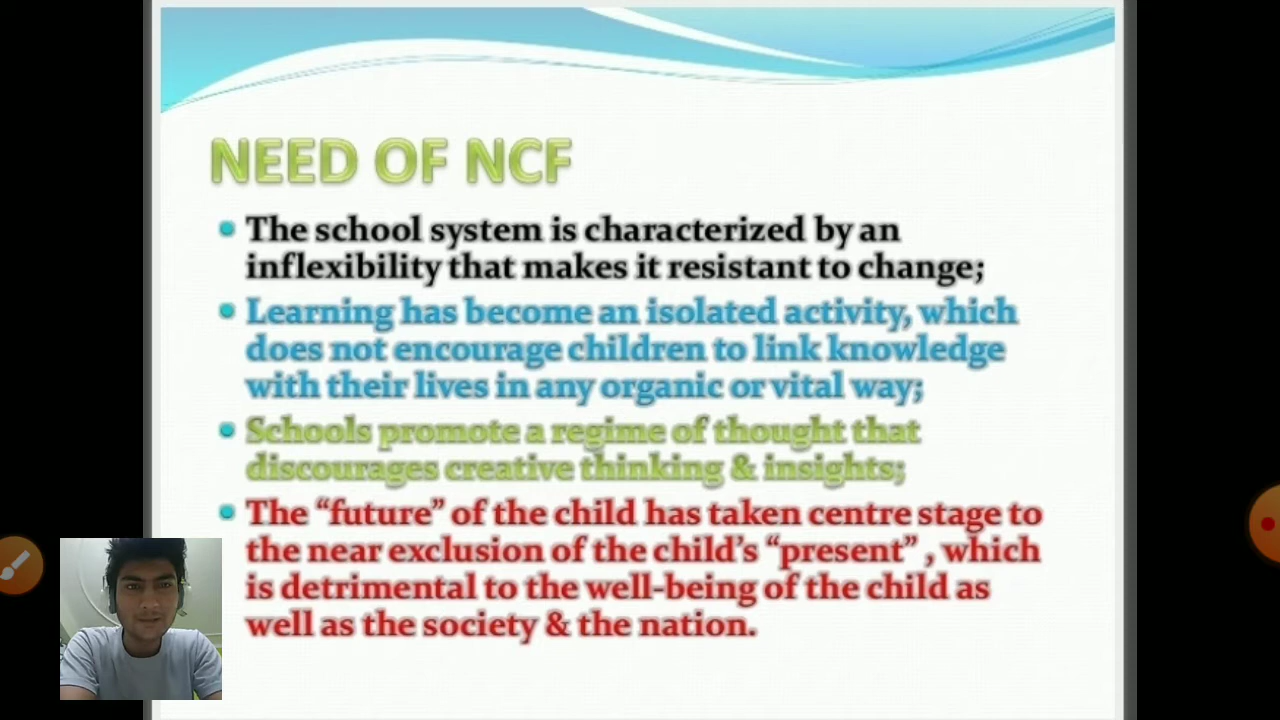 NEED OF NCF
The school system is characterized by an
inflexibility that makes it resistant to change;
Learning has become an isolated activity, which
does not encourage children to link knowledge
with their lives in any organic or vital way;
Schools promote a regime of thought that
discourages creative thinking & insights;
The “future” of the child has taken centre stage to
the near exclusion of the child’s “present” , which
is detrimental to the well-being of the child as
well as the society & the nation.